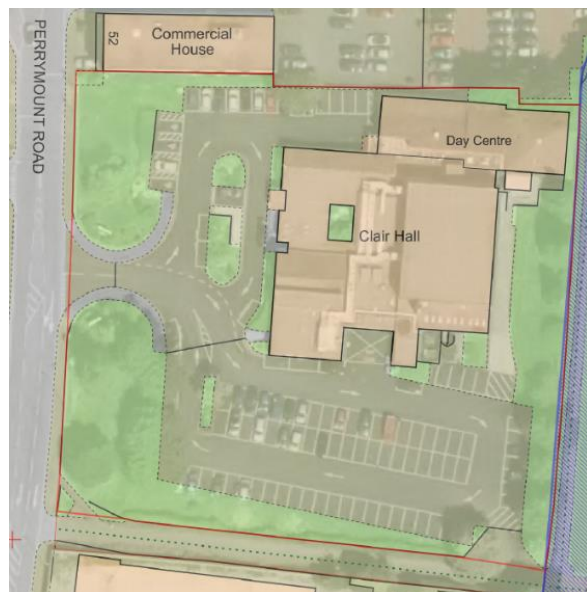 PERRYMOUNT ROAD
52
Commercial
House
Day Centre
Clair Hall